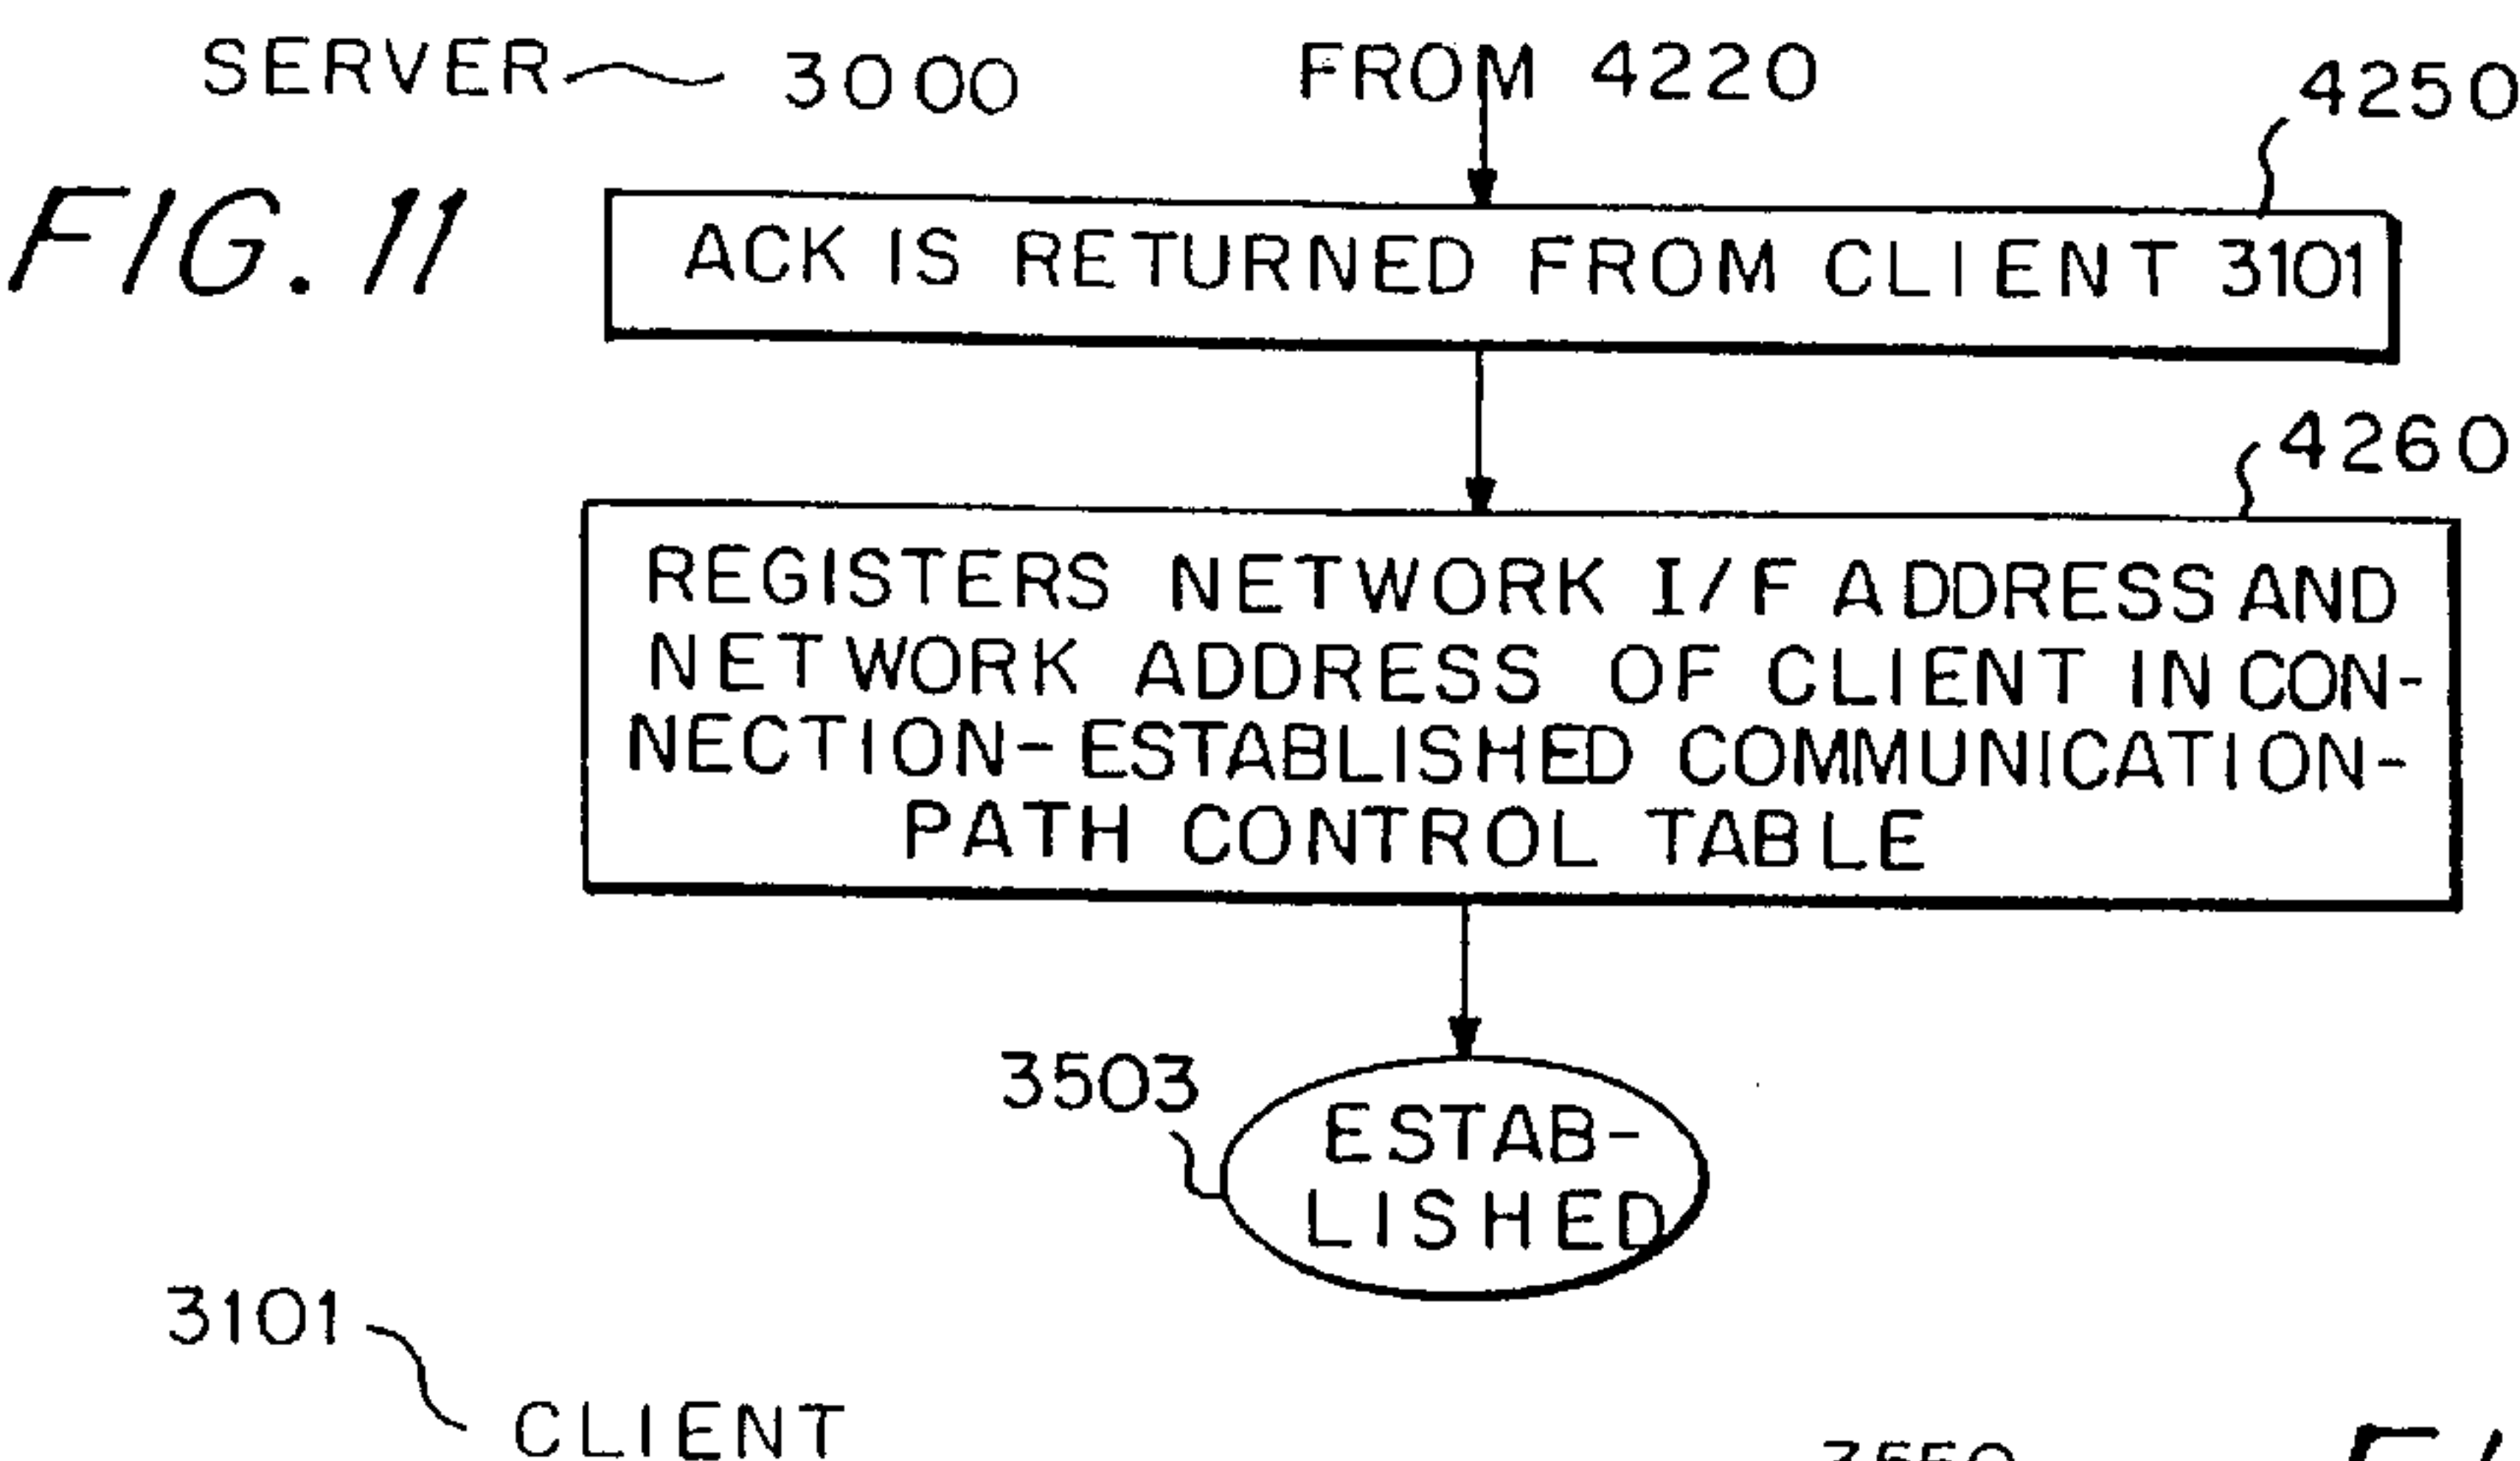 SERVER 3000
FROM 4220
4250
FIG. 11
ACK IS RETURNED FROM CLIENT 3101
4260
REGISTERS NETWORK I/F ADDRESS AND
NETWORK ADDRESS OF CLIENT IN CON-
NECTION-ESTABLISHED COMMUNICATION-
PATH CONTROL TABLE
3503
ESTAB-
LISHED
3101
CLIENT